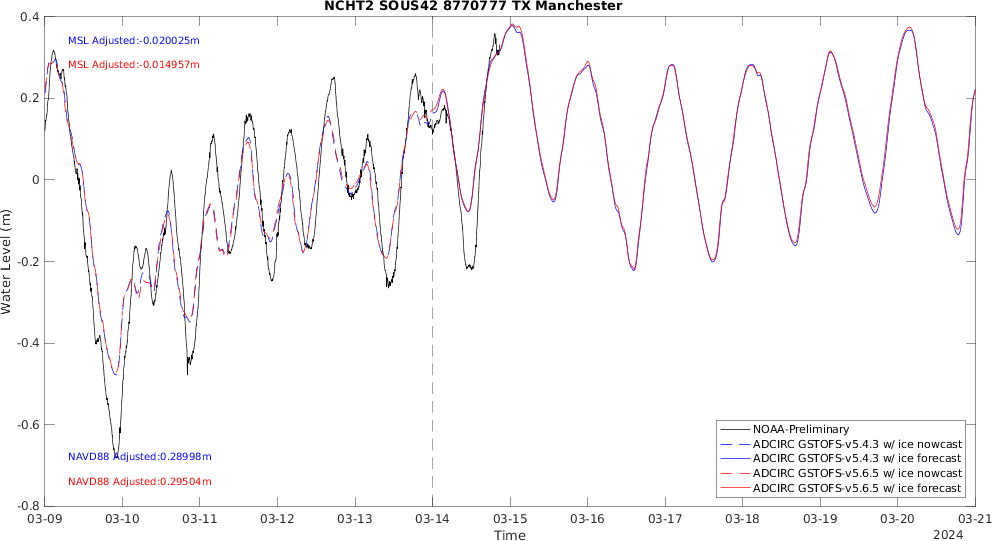 NCHT2 SOUS42 8770777 TX Manchester
MSL Adjusted:-0.020025m
MSL Adjusted:-0.014957m
0.4
0.2
0
-0.2
-0.4
-0.6
-0.8
Water Level (m)
NAVD88 Adjusted:0.28998m
NAVD88 Adjusted:0.29504m
NOAA-Preliminary
ADCIRC GSTOFS-v5.4.3 w/ ice nowcast
ADCIRC GSTOFS-v5.4.3 w/ ice forecast
ADCIRC GSTOFS-v5.6.5 w/ ice nowcast
ADCIRC GSTOFS-v5.6.5 w/ ice forecast
03-09 03-10 03-11 03-12 03-13 03-14 03-15 03-16 03-17 03-18 03-19 03-20 03-21
Time
2024